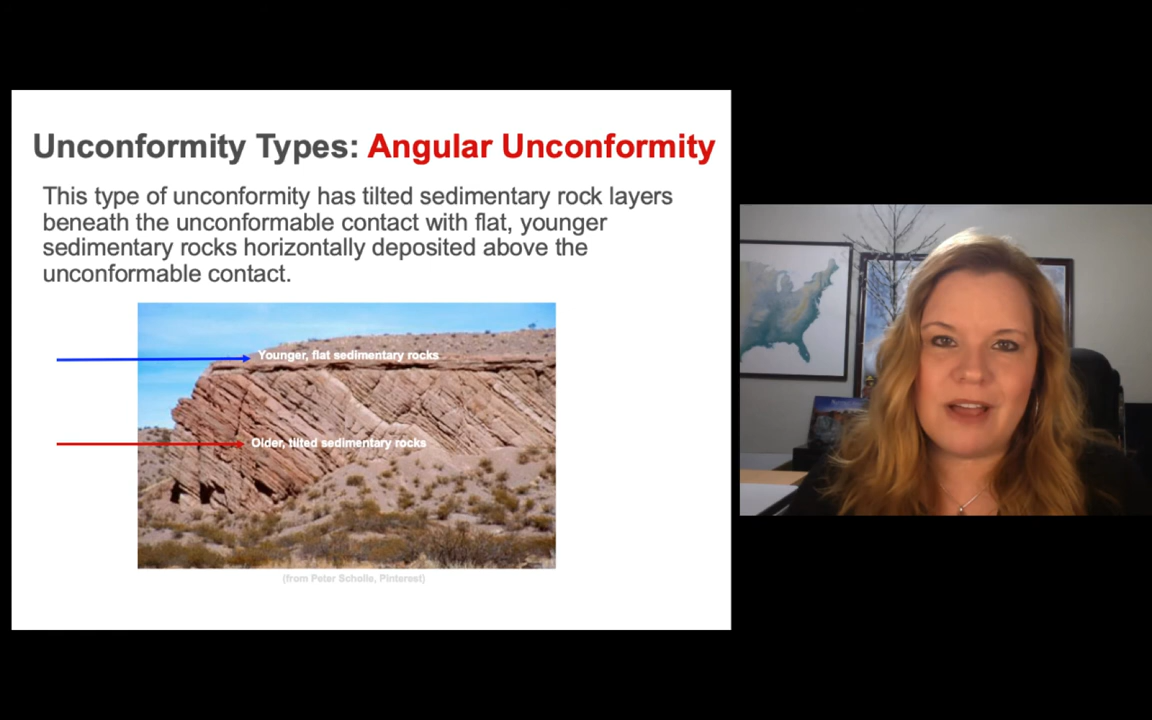 Unconformity Types: Angular Unconformity
This type of unconformity has tilted sedimentary rock layers
beneath the unconformable contact with flat, younger
sedimentary rocks horizontally deposited above the
unconformable contact.
Younger, flat sedimentary rocks
Older, tilted sedimentary rocks
(from Peter Scholle, Pinterest)